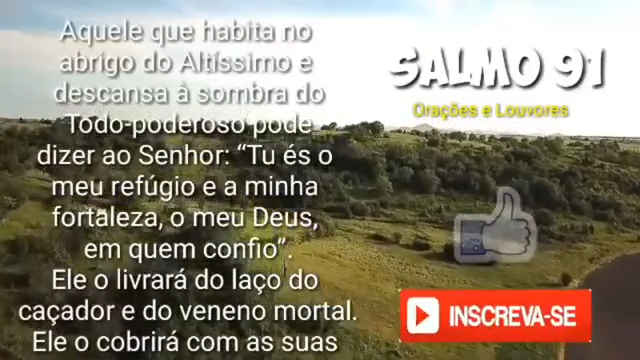 Aquele que habita no
abrigo do Altíssimo e
descansa à sombra do
Todo-poderoso pode
dizer ao Senhor: “Tu és o
meu refúgio e a minha
fortaleza, o meu Deus,
em quem confio”.
Ele o livrará do laço do
caçador e do veneno mortal.
Ele o cobrirá com as suas
SALMO 91
Orações e Louvores
INSCREVA-SE